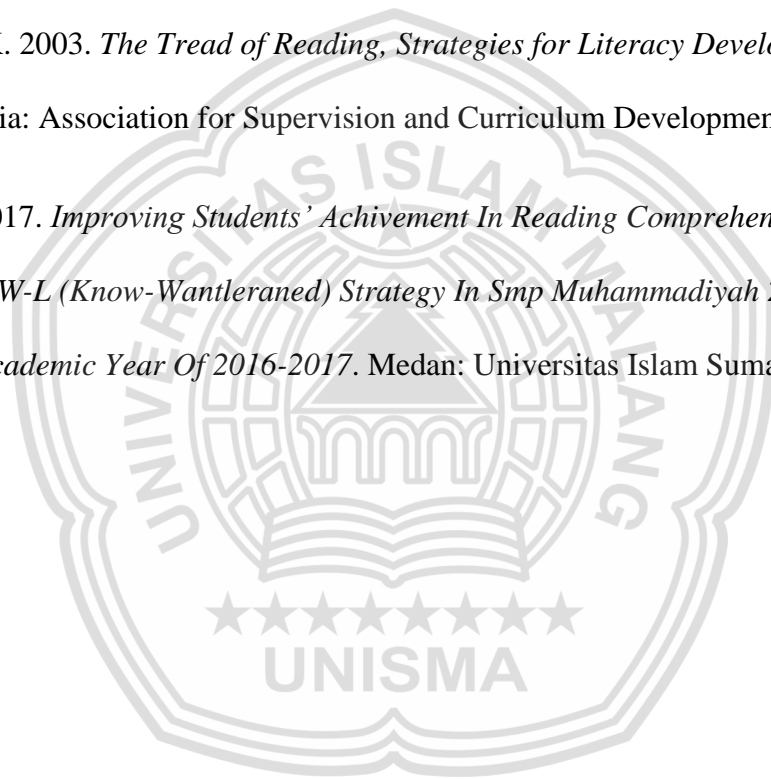 K. 2003. The Tread of Reading, Strategies for Literacy Develo
ia: Association for Supervision and Curriculum Developmen
017. Improving Students’ Achivement In Reading Comprehen
W-L (Know-Wantleraned) Strategy In Smp Muhammadiyah
cademic Year Of 2016-2017. Medan: Universitas Islam Suma
UNIVERSITAS ISLAM MALANG
UNISMA